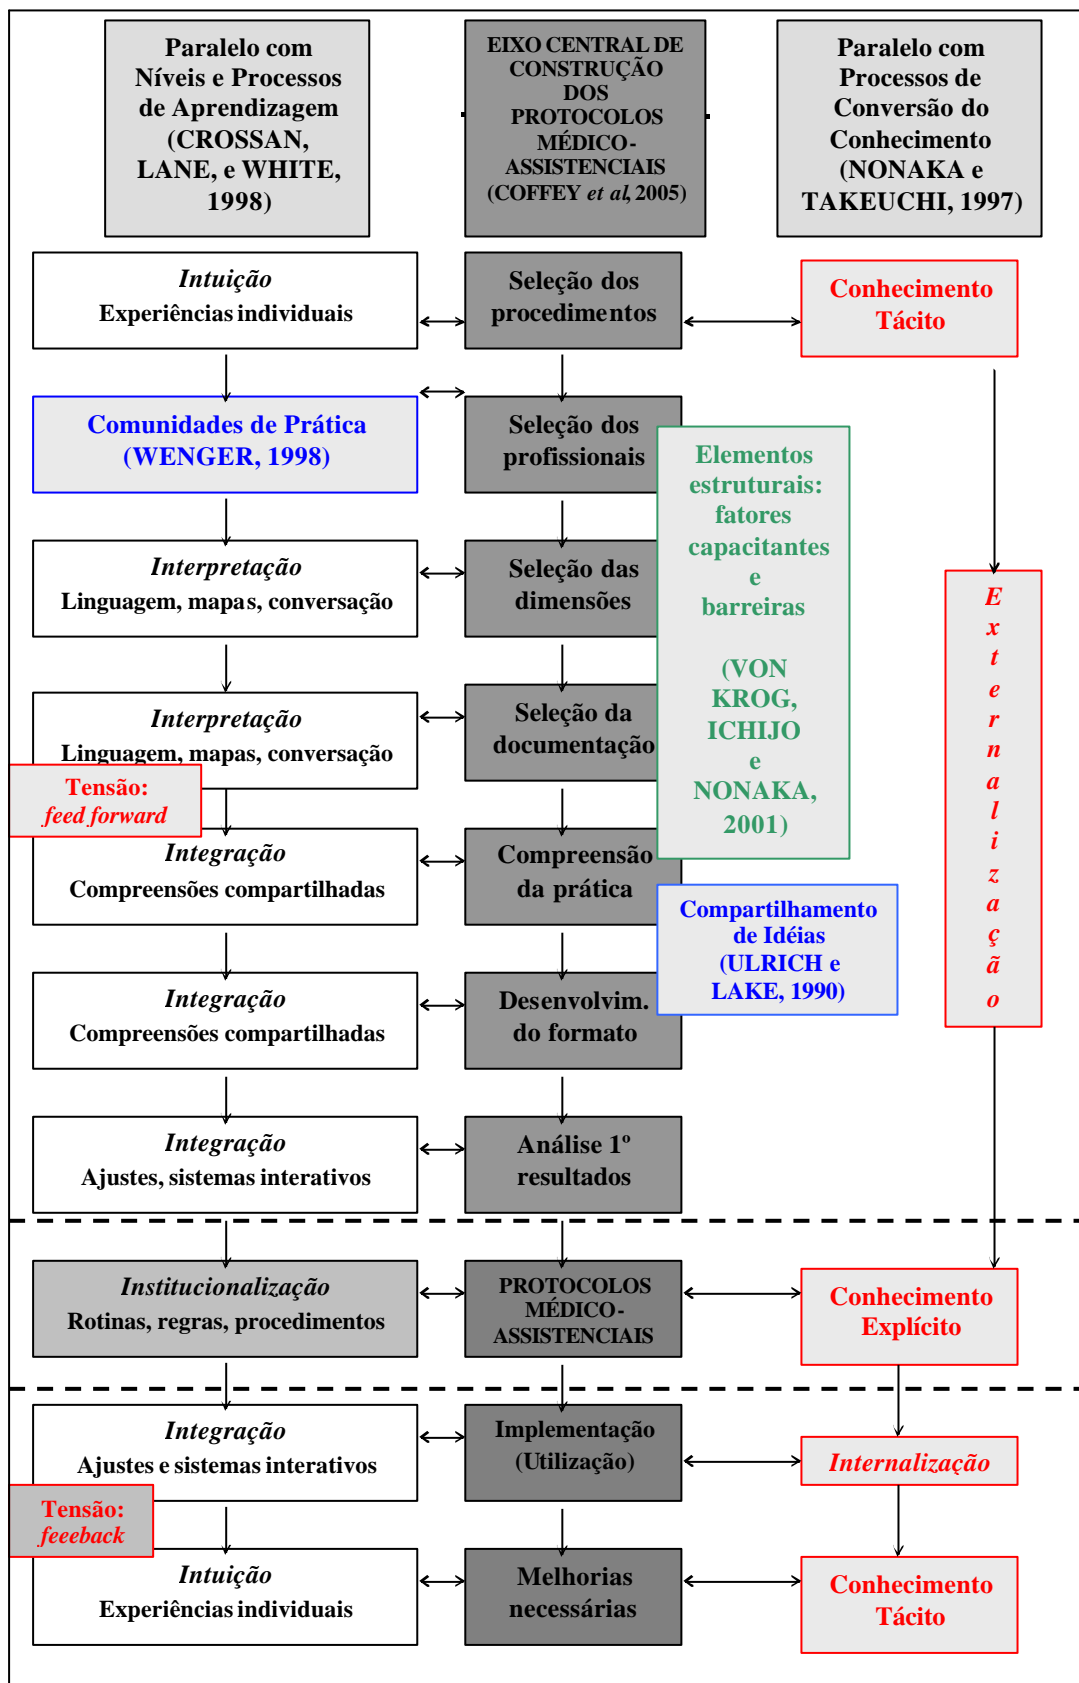 Paralelo com
Níveis e Processos
de Aprendizagem
(CROSSAN,
LANE, e WHITE,
1998)
EIXO CENTRAL DE
CONSTRUÇÃO
DOS
PROTOCOLOS
MÉDICO-
ASSISTENCIAIS
(COFFEY et al, 2005)
Paralelo com
Processos de
Conversão do
Conhecimento
(NONAKA e
TAKEUCHI, 1997)
Intuição
Experiências individuais
Seleção dos
procedimentos
Conhecimento
Tácito
Comunidades de Prática
(WENGER, 1998)
Seleção dos
profissionais
Elementos
estruturais:
fatores
capacitantes
e
barreiras
(VON
KROG,
ICHIJO
e
NONAKA,
2001)
Interpretação
Linguagem, mapas, conversação
Seleção das
dimensões
Externalização
Interpretação
Linguagem, mapas, conversação
Seleção da
documentação
Tensão:
feed forward
Integração
Compreensões compartilhadas
Compreensão
da prática
Compartilhamento
de Idéias
(ULRICH e
LAKE, 1990)
Integração
Compreensões compartilhadas
Desenvolvim.
do formato
Integração
Ajustes, sistemas interativos
Análise 1º
resultados
Institucionalização
Rotinas, regras, procedimentos
PROTOCOLOS
MÉDICO-
ASSISTENCIAIS
Conhecimento
Explícito
Integração
Ajustes e sistemas interativos
Implementação
(Utilização)
Internalização
Tensão:
feeeback
Intuição
Experiências individuais
Melhorias
necessárias
Conhecimento
Tácito